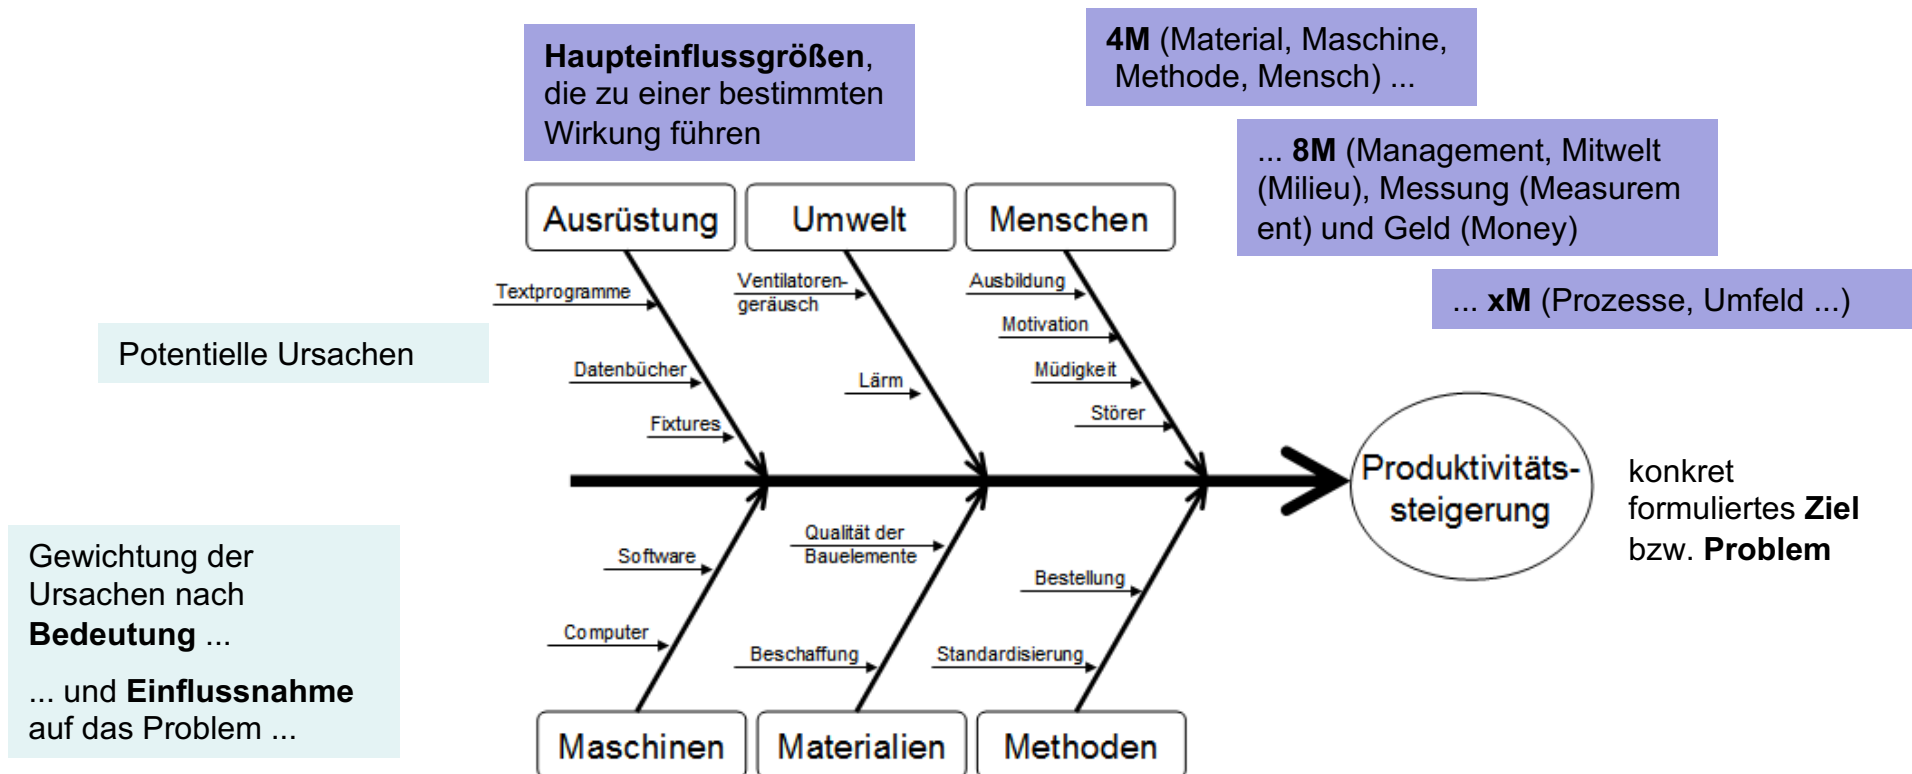 Haupteinflussgrößen,
die zu einer bestimmten
Wirkung führen
4M (Material, Maschine,
Methode, Mensch) ...
... 8M (Management, Mitwelt
(Milieu), Messung (Measurem
ent) und Geld (Money)
... xM (Prozesse, Umfeld ...)
Ausrüstung
Umwelt
Menschen
Textprogramme
Datenbücher
Fixtures
Ventilatoren-
geräusch
Lärm
Ausbildung
Motivation
Müdigkeit
Störer
Potentielle Ursachen
Produktivitäts-
steigerung
konkret
formuliertes Ziel
bzw. Problem
Gewichtung der
Ursachen nach
Bedeutung ...
... und Einflussnahme
auf das Problem ...
Software
Computer
Qualität der
Bauelemente
Beschaffung
Bestellung
Standardisierung
Maschinen
Materialien
Methoden